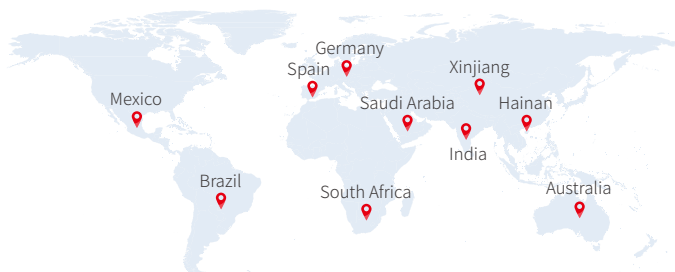 Germany
Spain
Xinjiang
Mexico
Saudi Arabia
Hainan
India
Brazil
South Africa
Australia